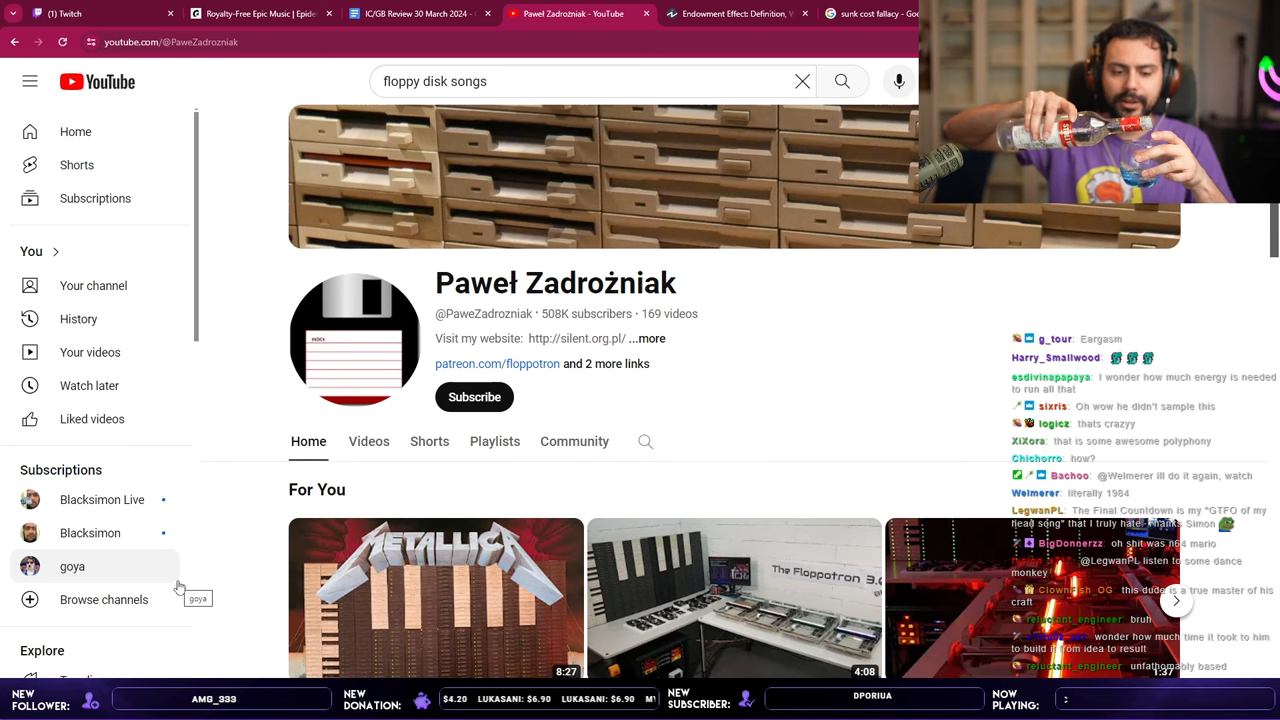 (1) Twitch
Royalty-Free Epic Music | Epide
IC/GB Review 30 March 2024 -
Paweł Zadrożniak - YouTube
Endowment Effect: Definition, W
sunk cost fallacy - Goo
youtube.com/@PaweZadrozniak
YouTube
floppy disk songs
Home
Shorts
Subscriptions
You
Your channel
History
Your videos
Watch later
Liked videos
Subscriptions
Blacksimon Live
Blacksimon
goya
goya
Browse channels
Explore
INDEX
Paweł Zadrożniak
@PaweZadrozniak · 508K subscribers · 169 videos
Visit my website: http://silent.org.pl/ ...more
patreon.com/floppotron and 2 more links
Subscribe
Home Videos Shorts Playlists Community
For You
METALLICA
8:27
The Floppotron 3.0
4:08
1:37
g_tour: Eargasm
Harry_Smallwood:
esdivinapapaya: I wonder how much energy is needed
to run all that
sixris: Oh wow he didn't sample this
logicz: thats crazyy
XiXora: that is some awesome polyphony
Chichorro: how?
Bachoo: @Welmerer ill do it again, watch
Welmerer: literally 1984
LegwanPL: The Final Countdown is my "GTFO of my
head song" that I truly hate. Thanks Simon
BigDonnerzz: oh shit was n64 mario
@LegwanPL listen to some dance
monkey
ClownFish_OG: this dude is a true master of his
craft
reluctant_engineer: bruh
wonder how much time it took to him
to build it from idea to result
reluctant_engineer: unfathomably based
NEW
FOLLOWER:
AMG_333
NEW
DONATION:
$4.20 LUKASANI: $6.90 LUKASANI: $6.90
NEW
SUBSCRIBER:
DPORIUA
NOW
PLAYING: